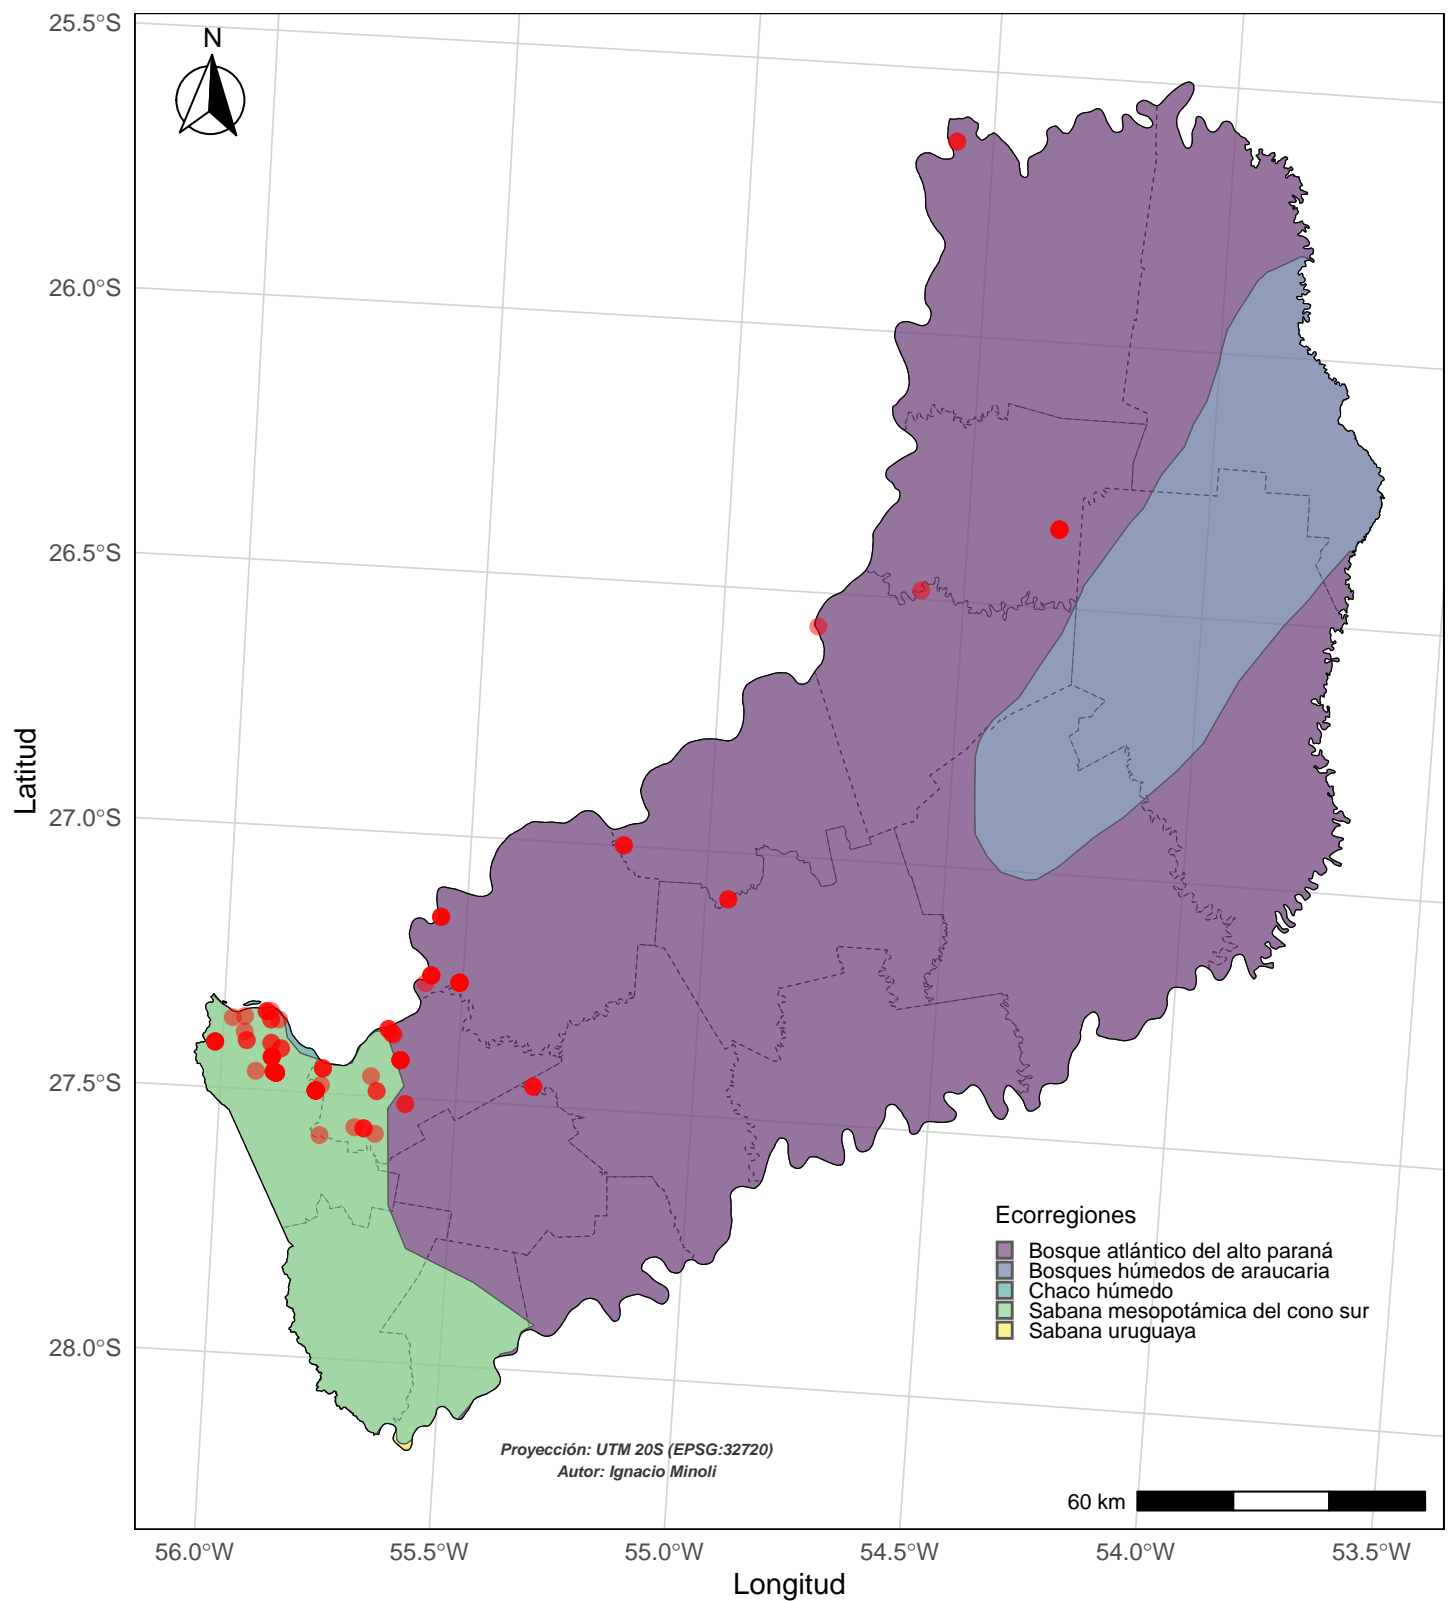 N
25.5°S
26.0°S
26.5°S
27.0°S
27.5°S
28.0°S
Latitud
Ecorregiones
Bosque atlántico del alto paraná
Bosques húmedos de araucaria
Chaco húmedo
Sabana mesopotámica del cono sur
Sabana uruguaya
Proyección: UTM 20S (EPSG:32720)
Autor: Ignacio Minoli
60 km
56.0°W
55.5°W
55.0°W
54.5°W
54.0°W
53.5°W
Longitud